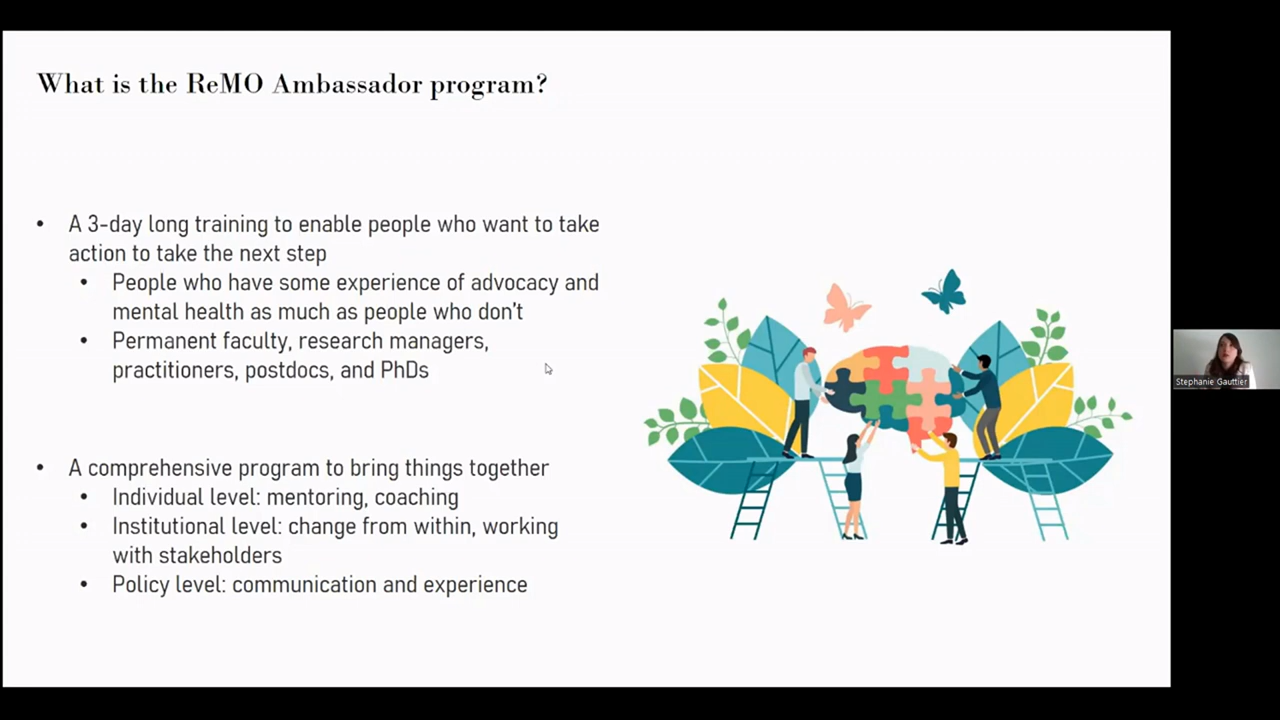 What is the ReMO Ambassador program?
• A 3-day long training to enable people who want to take
action to take the next step
• People who have some experience of advocacy and
mental health as much as people who don't
• Permanent faculty, research managers,
practitioners, postdocs, and PhDs
• A comprehensive program to bring things together
• Individual level: mentoring, coaching
• Institutional level: change from within, working
with stakeholders
• Policy level: communication and experience
Stephanie Gauttier